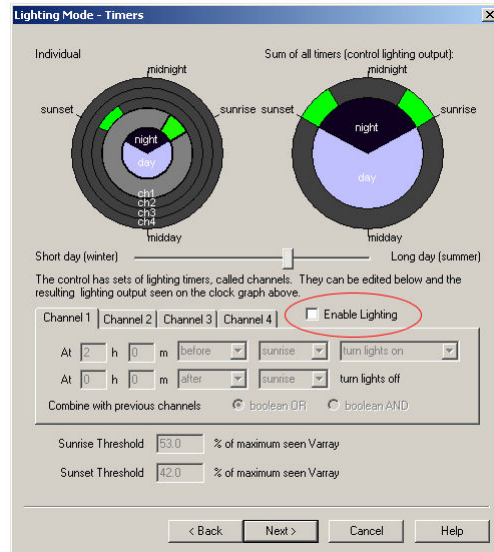 Lighting Mode - Timers
Individual
Sum of all timers (control lighting output):
midnight
sunset
sunrise
night
day
ch1
ch2
ch3
ch4
midday
midnight
sunset
sunrise
night
day
midday
Short day (winter)
Long day (summer)
The control has sets of lighting timers, called channels. They can be edited below and the
resulting lighting output seen on the clock graph above.
Channel 1 Channel 2 Channel 3 Channel 4 Enable Lighting
At 2 h 0 m before sunrise turn lights on
At 0 h 0 m after sunrise turn lights off
Combine with previous channels boolean OR boolean AND
Sunrise Threshold 53.0 % of maximum seen Varray
Sunset Threshold 42.0 % of maximum seen Varray
< Back Next > Cancel Help